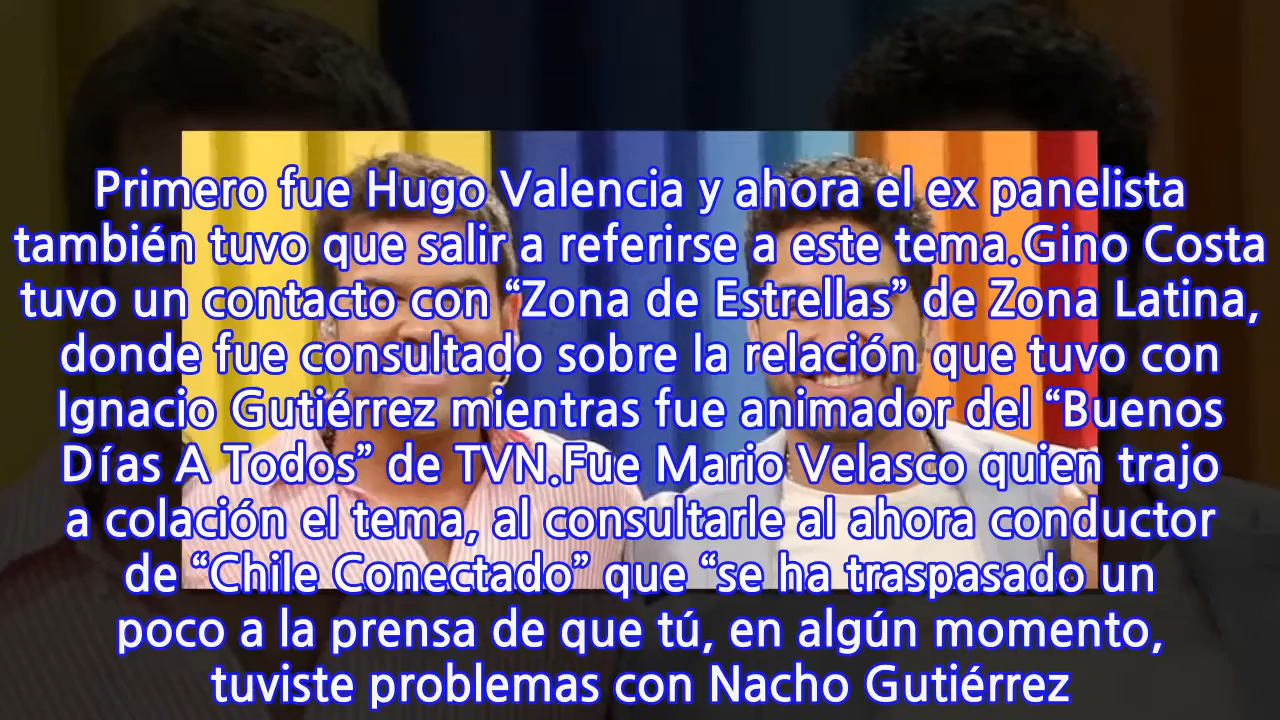 Primero fue Hugo Valencia y ahora el ex panelista
también tuvo que salir a referirse a este tema.Gino Costa
tuvo un contacto con “Zona de Estrellas” de Zona Latina,
donde fue consultado sobre la relación que tuvo con
Ignacio Gutiérrez mientras fue animador del “Buenos
Días A Todos” de TVN.Fue Mario Velasco quien trajo
a colación el tema, al consultarle al ahora conductor
de “Chile Conectado” que “se ha traspasado un
poco a la prensa de que tú, en algún momento,
tuviste problemas con Nacho Gutiérrez